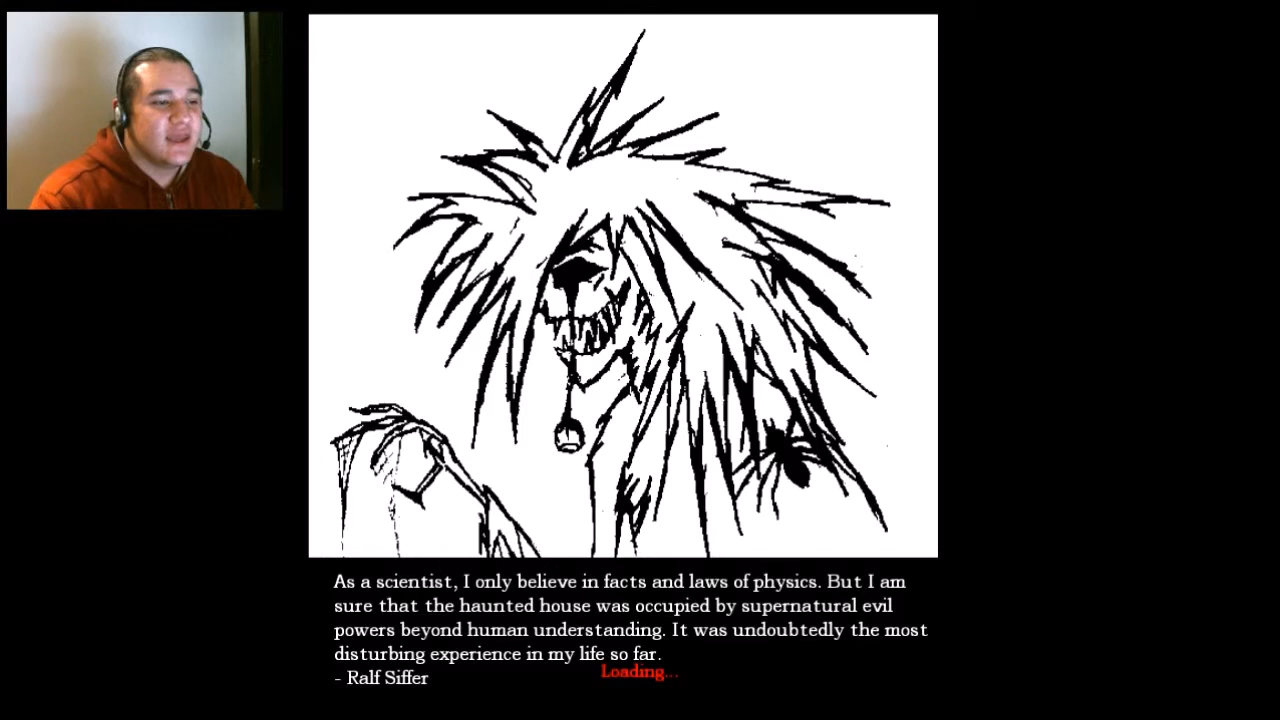 As a scientist, I only believe in facts and laws of physics. But I am
sure that the haunted house was occupied by supernatural evil
powers beyond human understanding. It was undoubtedly the most
disturbing experience in my life so far.
Loading...
- Ralf Siffer